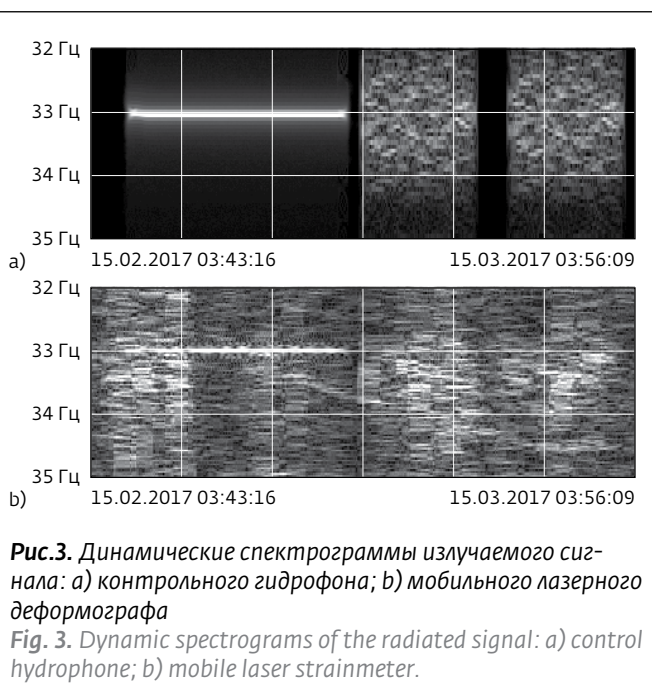 32 Гц
33 Гц
34 Гц
35 Гц
a)
15.02.2017 03:43:16
15.03.2017 03:56:09
32 Гц
33 Гц
34 Гц
35 Гц
b)
15.02.2017 03:43:16
15.03.2017 03:56:09
Рис.3. Динамические спектрограммы излучаемого сиг-
нала: а) контрольного гидрофона; b) мобильного лазерного
деформографа
Fig. 3. Dynamic spectrograms of the radiated signal: a) control
hydrophone; b) mobile laser strainmeter.